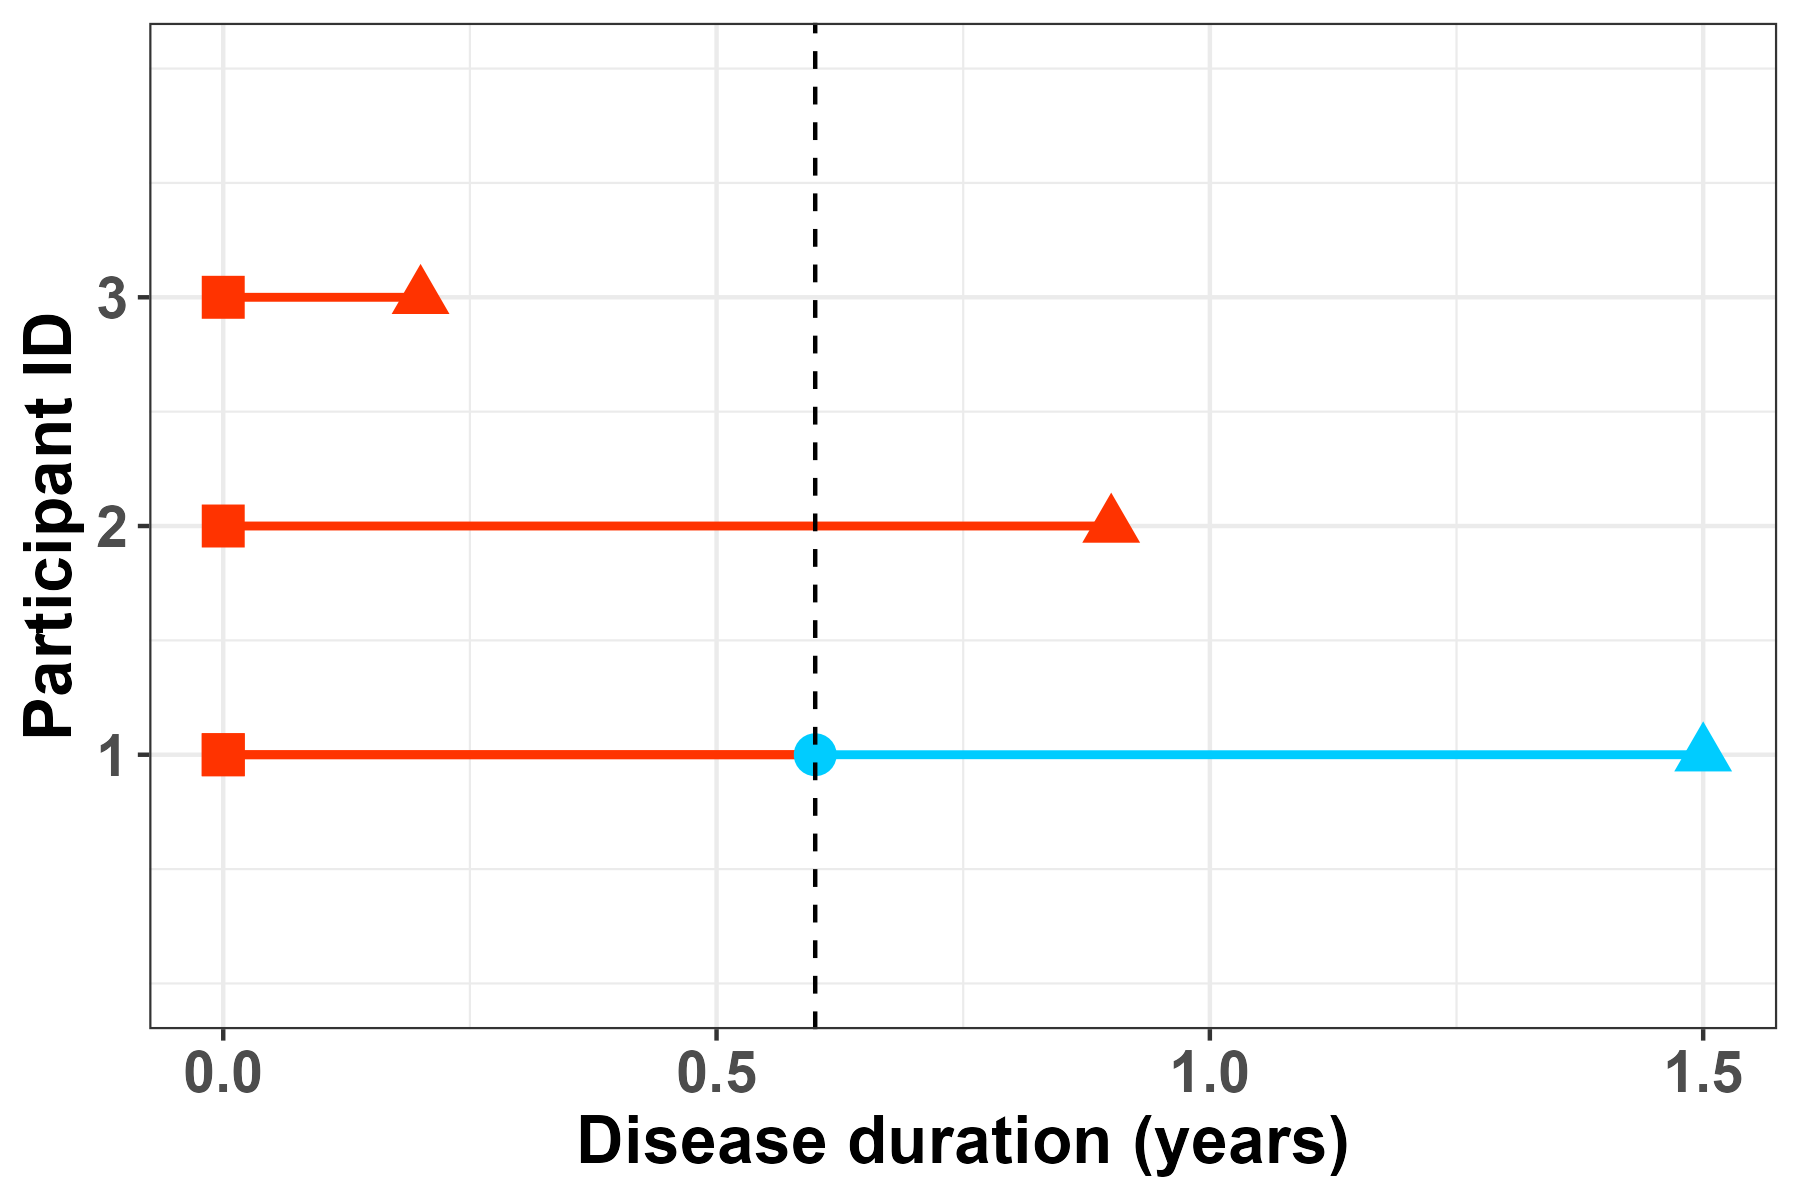 Participant ID
3
2
1
0.0 0.5 1.0 1.5
Disease duration (years)